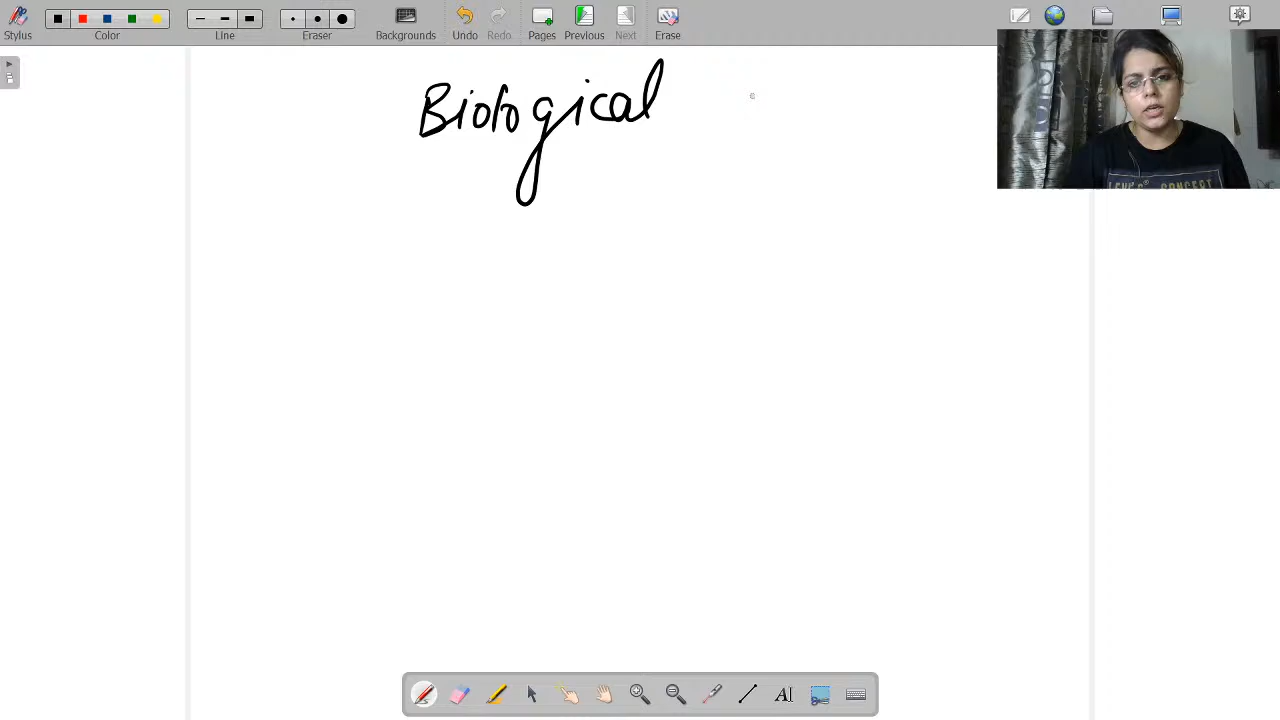 Stylus
Color
Line
Eraser
Backgrounds
Undo
Redo
Pages
Previous
Next
Erase
Biological